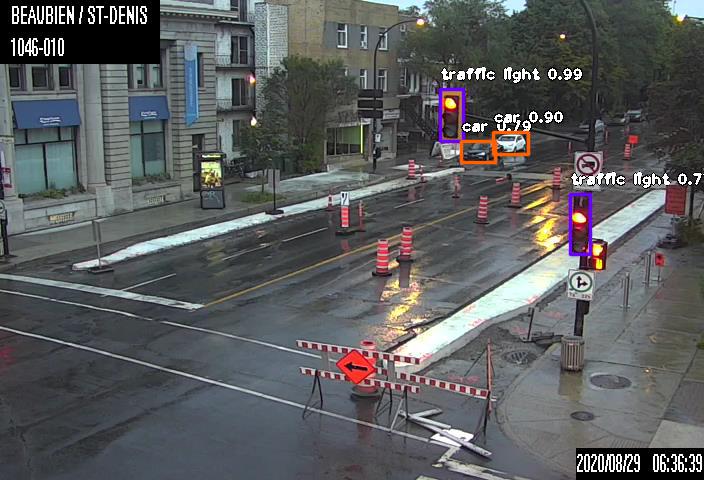 BEAUBIEN / ST-DENIS
1046-010
traffic light 0.99
car 0.90
car 0.79
traffic light 0.7
2020/08/29 06:36:39